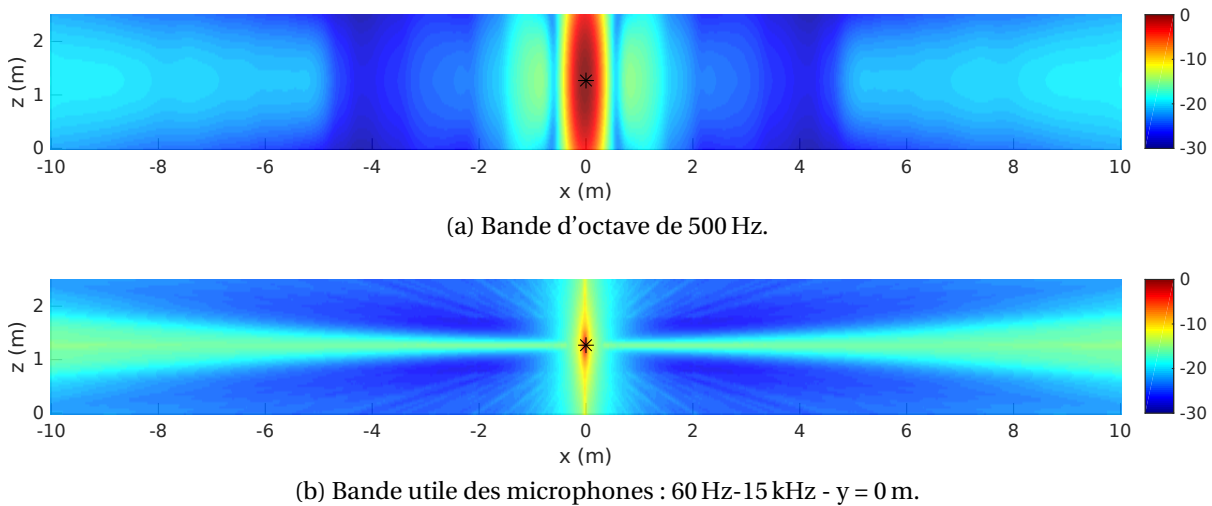 2
1
0
z (m)
-10 -8 -6 -4 -2 0 2 4 6 8 10
x (m)
0
-10
-20
-30
(a) Bande d'octave de 500 Hz.
2
1
0
z (m)
-10 -8 -6 -4 -2 0 2 4 6 8 10
x (m)
0
-10
-20
-30
(b) Bande utile des microphones : 60 Hz-15 kHz - y = 0 m.